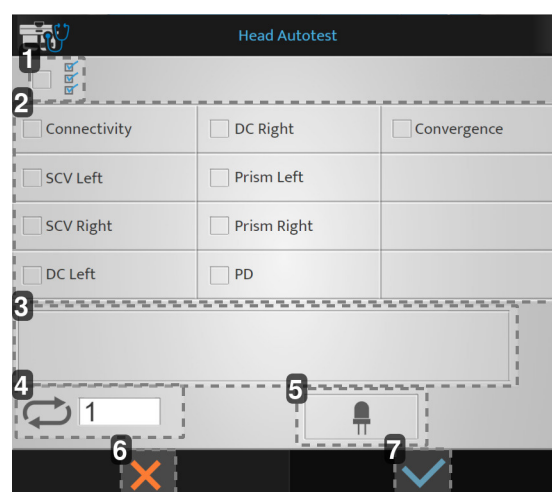 Head Autotest
1
2
Connectivity DC Right Convergence
SCV Left Prism Left
SCV Right Prism Right
DC Left PD
3
4
1
5
6
7